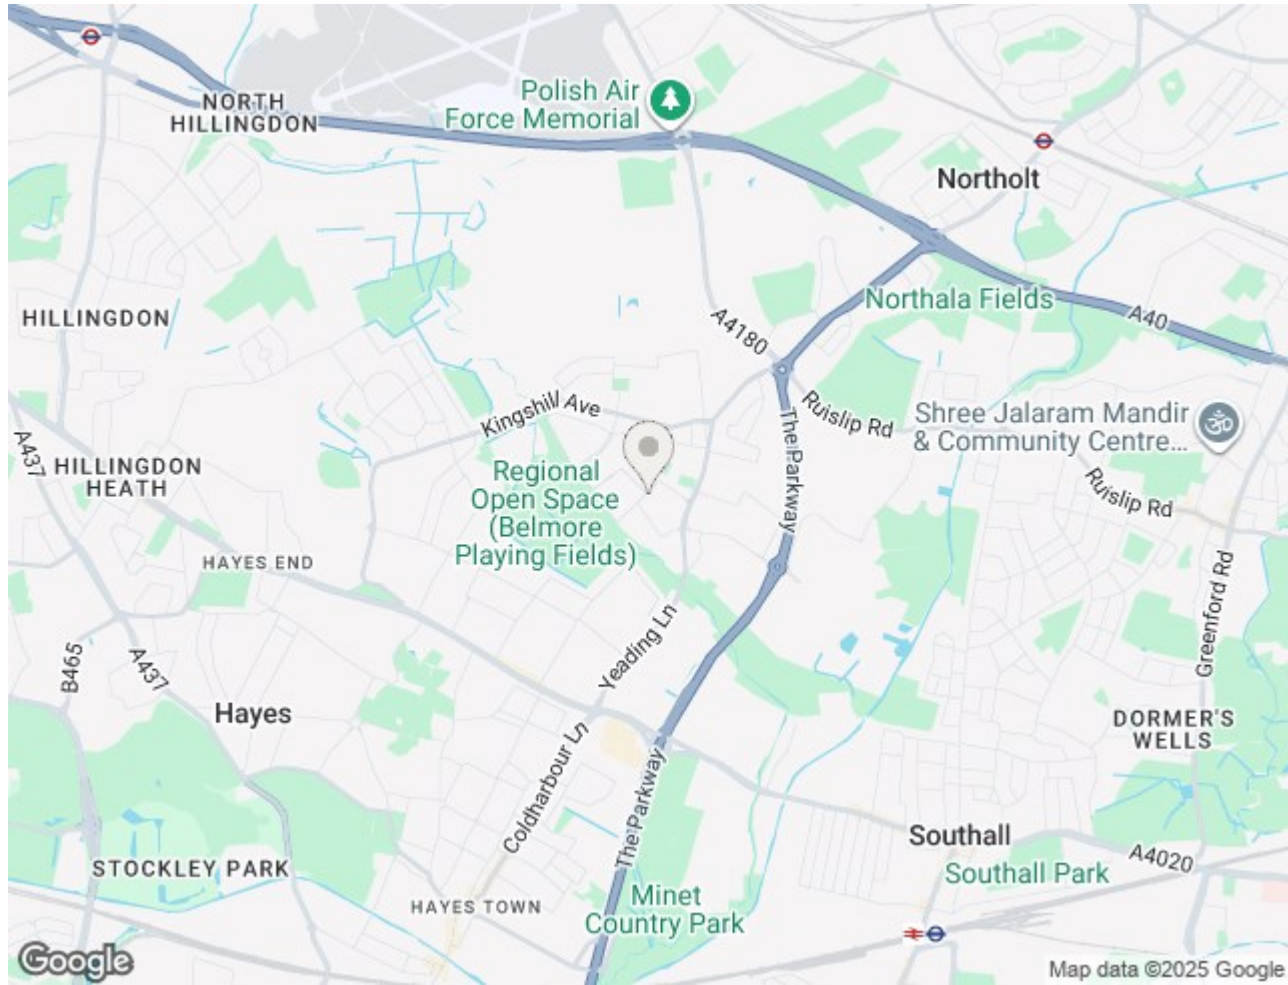 Polish Air
Force Memorial
NORTH
HILLINGDON
Northolt
Northala Fields
A40
HILLINGDON
A4180
Kingshill Ave
Ruislip Rd
Shree Jalaram Mandir
& Community Centre...
ॐ
The Parkway
A437
HILLINGDON
HEATH
Regional
Open Space
(Belmore
Playing Fields)
Ruislip Rd
HAYES END
Greenford Rd
Yeading Ln
B465
A437
Hayes
DORMER'S
WELLS
Coldharbour Ln
The Parkway
Southall
A4020
STOCKLEY PARK
Southall Park
HAYES TOWN
Minet
Country Park
Google
Map data ©2025 Google